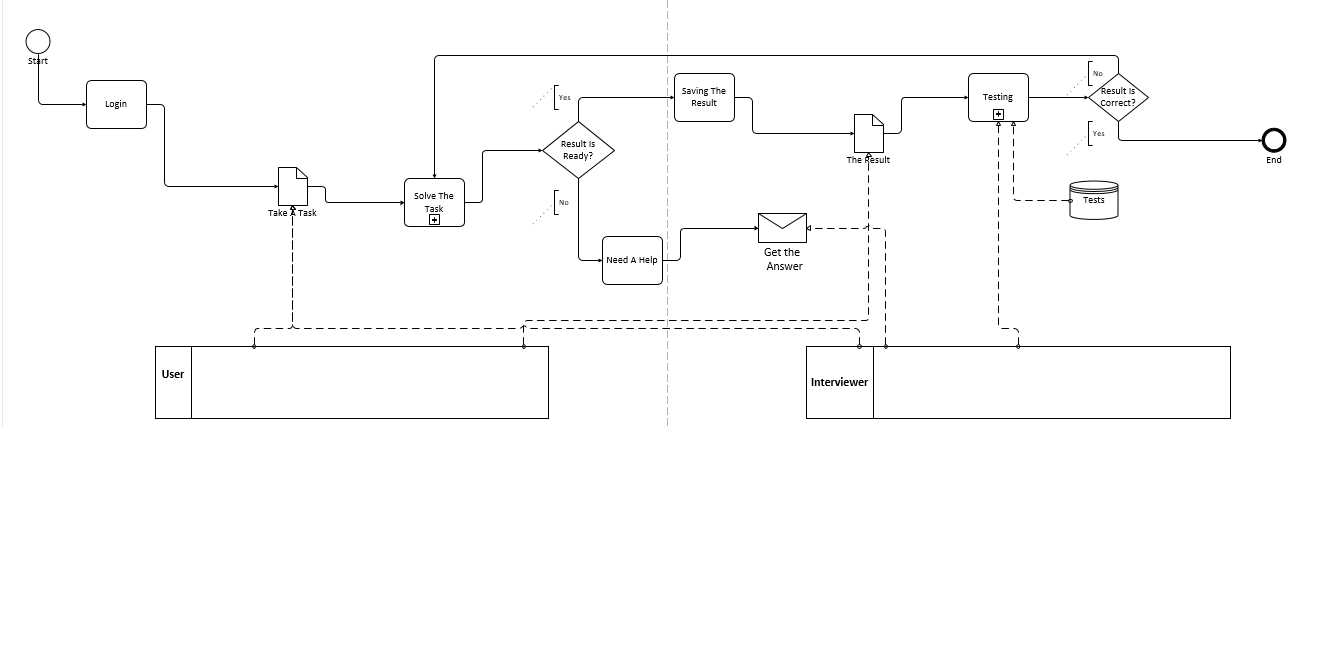 Start
Login
Take A Task
Solve The
Task
Result Is
Ready?
Yes
No
Need A Help
Saving The
Result
Get the
Answer
The Result
Testing
Tests
Result Is
Correct?
No
Yes
End
User
Interviewer